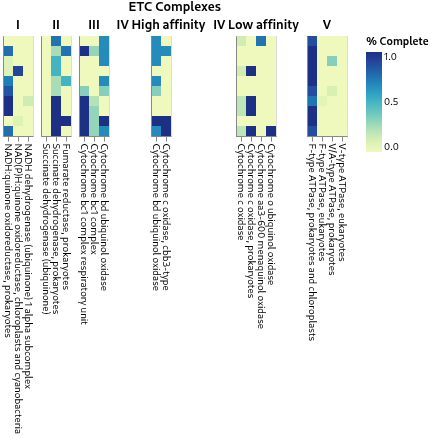 ETC Complexes
I II III IV High affinity IV Low affinity V
% Complete
1.0
0.5
0.0
NADH:quinone oxidoreductase, prokaryotes
NAD(P)H:quinone oxidoreductase, chloroplasts and cyanobacteria
NADH dehydrogenase (ubiquinone) 1 alpha subcomplex
Succinate dehydrogenase (ubiquinone)
Succinate dehydrogenase, prokaryotes
Fumarate reductase, prokaryotes
Cytochrome bc1 complex respiratory unit
Cytochrome bc1 complex
Cytochrome bd ubiquinol oxidase
Cytochrome bd ubiquinol oxidase
Cytochrome c oxidase, cbb3-type
Cytochrome c oxidase
Cytochrome c oxidase, prokaryotes
Cytochrome aa3-600 menaquinol oxidase
Cytochrome o ubiquinol oxidase
F-type ATPase, prokaryotes and chloroplasts
F-type ATPase, eukaryotes
V/A-type ATPase, prokaryotes
V-type ATPase, eukaryotes